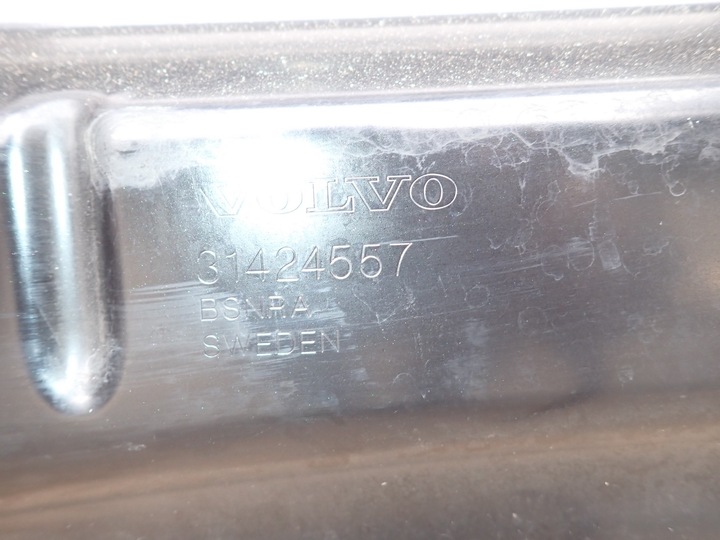 VOLVO
31424557
BSNRA
SWEDEN